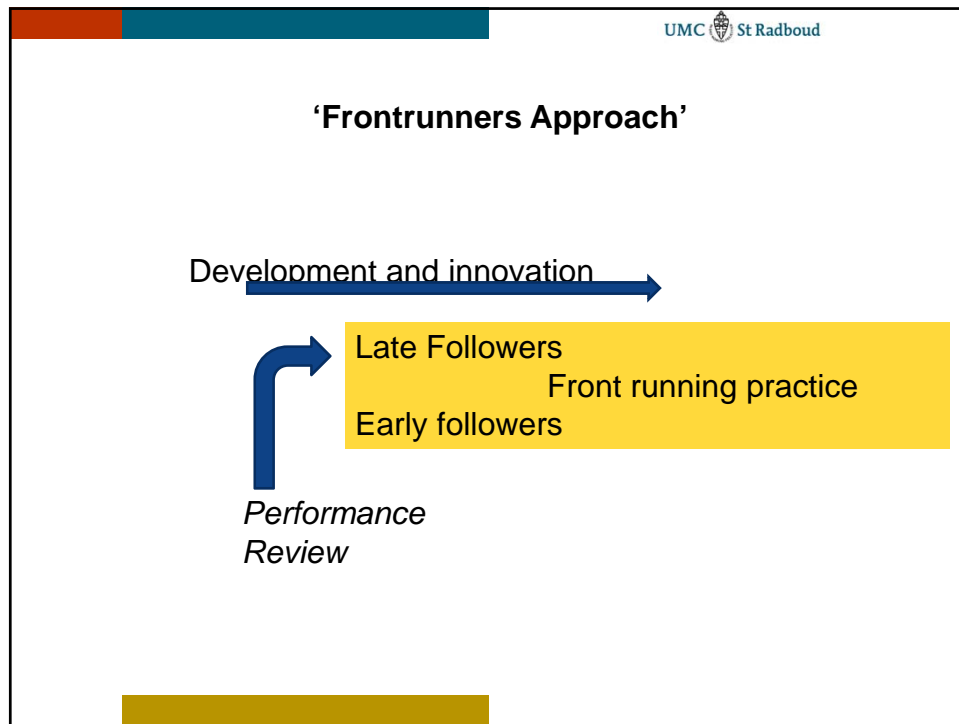 UMC St Radboud
‘Frontrunners Approach’
Development and innovation
Late Followers
Front running practice
Early followers
Performance
Review